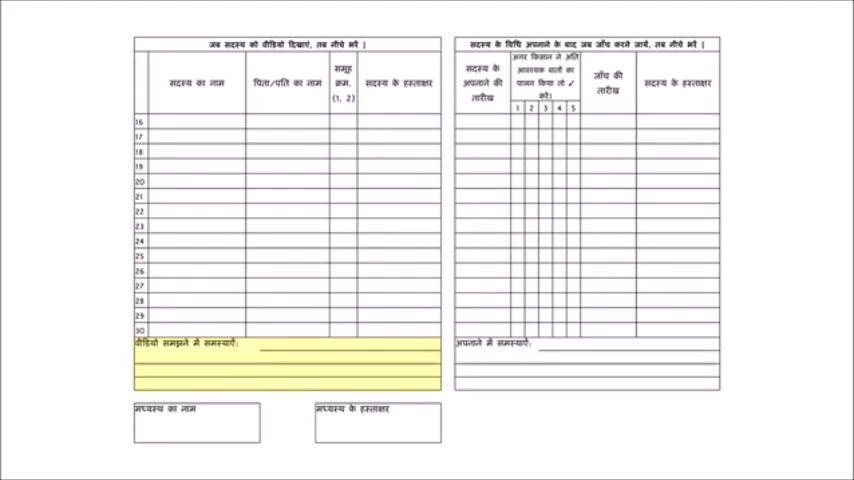 जब सदस्य को वीडियो दिखाएं, तब नीचे भरें |
सदस्य का नाम
पिता/पति का नाम
समूह
क्रम.
(1, 2)
सदस्य के हस्ताक्षर
16
17
18
19
20
21
22
23
24
25
26
27
28
29
30
वीडियो समझने में समस्याऐं:
मध्यस्थ का नाम
मध्यस्थ के हस्ताक्षर
सदस्य के विधि अपनाने के बाद जब जाँच करने जायें, तब नीचे भरें |
सदस्य के
अपनाने की
तारीख
अगर किसान ने अति
आवश्यक बातों का
पालन किया तो ✓
करें।
1 2 3 4 5
जाँच की
तारीख
सदस्य के हस्ताक्षर
अपनाने में समस्याऐं: